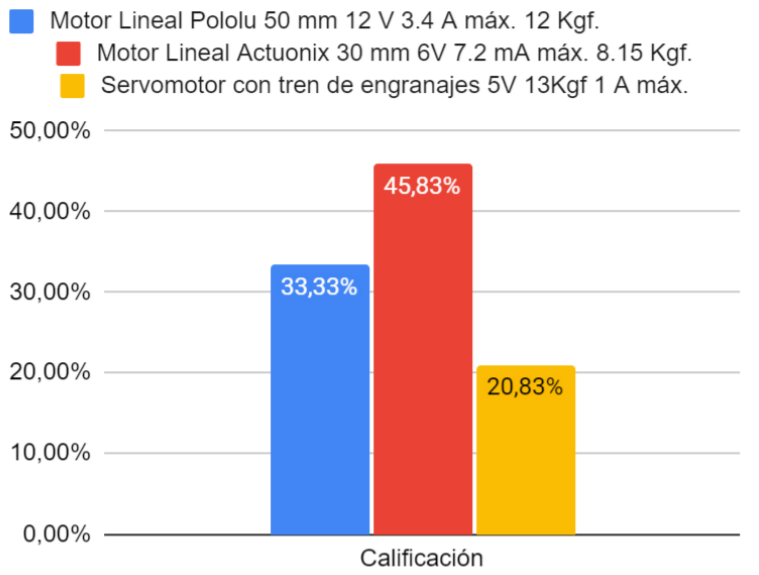 Motor Lineal Pololu 50 mm 12 V 3.4 A máx. 12 Kgf.
Motor Lineal Actuonix 30 mm 6V 7.2 mA máx. 8.15 Kgf.
Servomotor con tren de engranajes 5V 13Kgf 1 A máx.
50,00%
40,00%
30,00%
20,00%
10,00%
0,00%
33,33%
45,83%
20,83%
Calificación